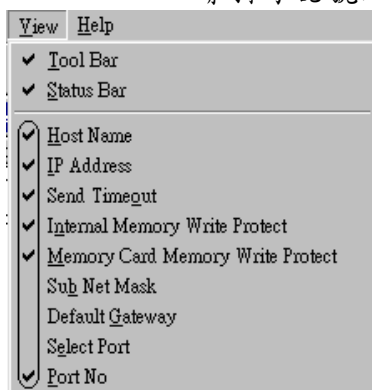 View Help
Tool Bar
Status Bar
Host Name
IP Address
Send Timeout
Internal Memory Write Protect
Memory Card Memory Write Protect
Sub Net Mask
Default Gateway
Select Port
Port No